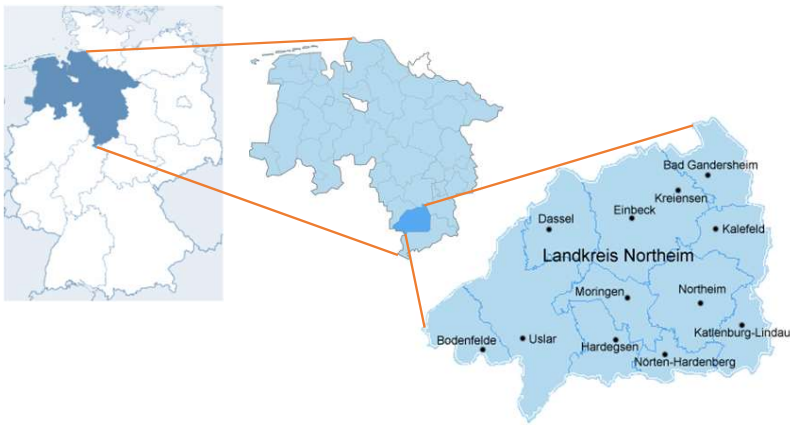 Bad Gandersheim
Kreiensen
Einbeck
Dassel
Kalefeld
Landkreis Northeim
Moringen
Northeim
Katlenburg-Lindau
Bodenfelde
Uslar
Hardegsen
Nörten-Hardenberg